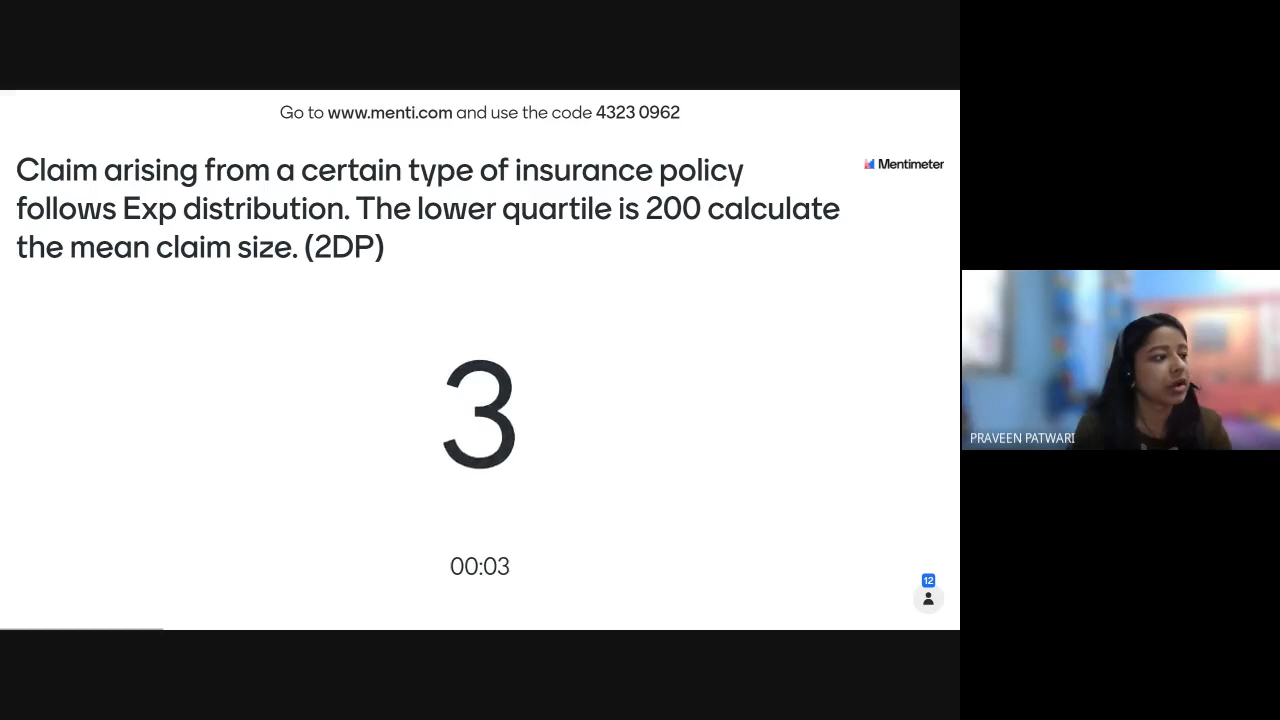 Go to www.menti.com and use the code 4323 0962
Mentimeter
Claim arising from a certain type of insurance policy
follows Exp distribution. The lower quartile is 200 calculate
the mean claim size. (2DP)
3
00:03
12
PRAVEEN PATWARI